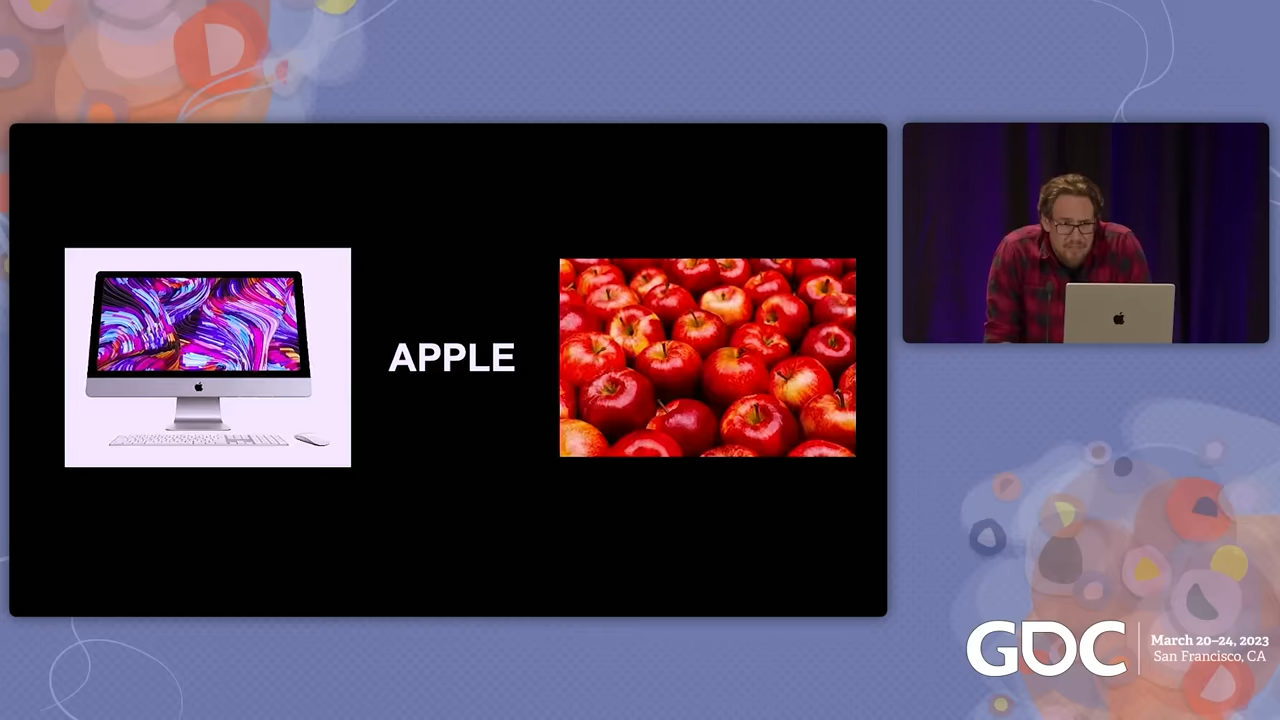 APPLE
GDC
March 20–24, 2023
San Francisco, CA